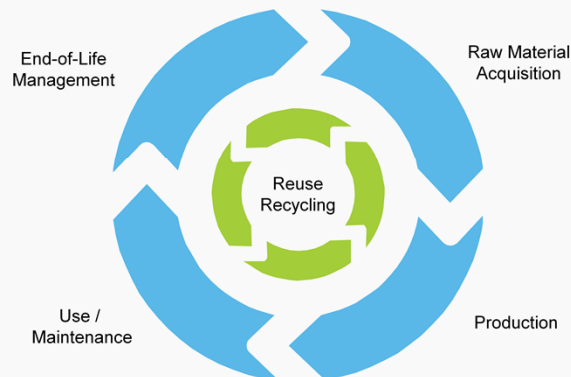 End-of-Life
Management
Raw Material
Acquisition
Reuse
Recycling
Use /
Maintenance
Production